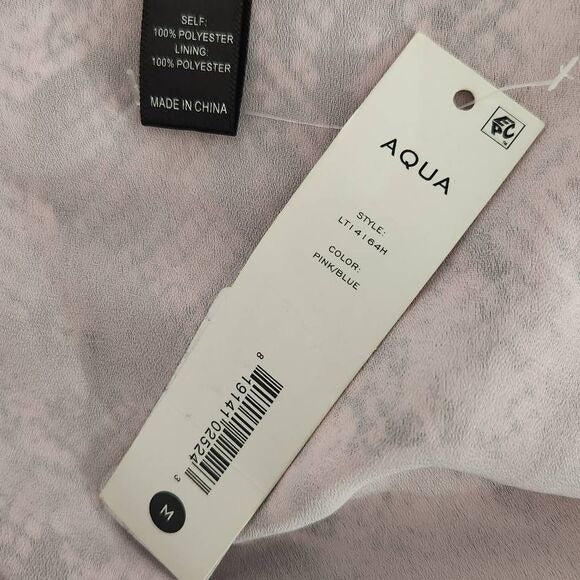 SELF:
100% POLYESTER
LINING:
100% POLYESTER
MADE IN CHINA
EPC
AQUA
STYLE:
LT14164H
COLOR:
PINK/BLUE
8 19141 02524 3
M